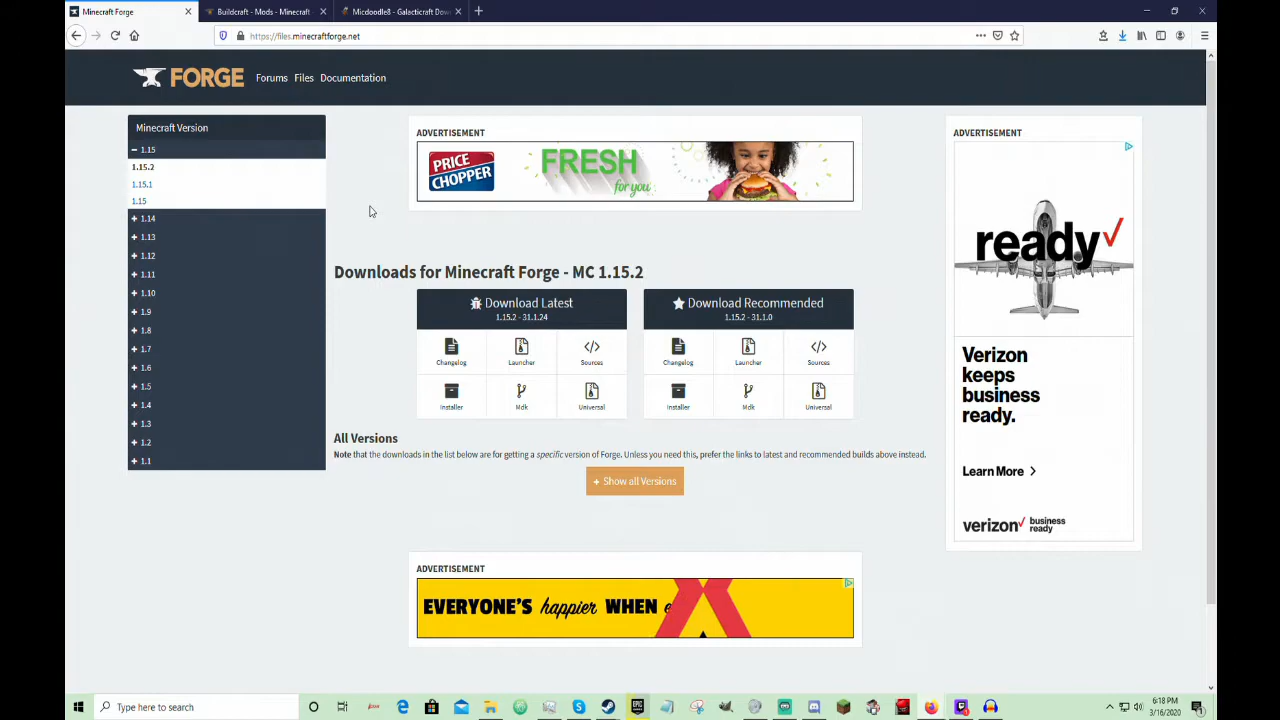 Minecraft Forge
Buildcraft - Mods - Minecraft
Micdoodle8 - Galacticraft Dow
https://files.minecraftforge.net
FORGE
Forums Files Documentation
Minecraft Version
1.15
1.15.2
1.15.1
1.15
1.14
1.13
1.12
1.11
1.10
1.9
1.8
1.7
1.6
1.5
1.4
1.3
1.2
1.1
ADVERTISEMENT
PRICE CHOPPER
FRESH
for you
Downloads for Minecraft Forge - MC 1.15.2
Download Latest
1.15.2 - 31.1.24
Changelog Launcher Sources
Installer Mdk Universal
Download Recommended
1.15.2 - 31.1.0
Changelog Launcher Sources
Installer Mdk Universal
All Versions
Note that the downloads in the list below are for getting a specific version of Forge. Unless you need this, prefer the links to latest and recommended builds above instead.
+ Show all Versions
ADVERTISEMENT
EVERYONE'S happier WHEN
ADVERTISEMENT
ready
Verizon
keeps
business
ready.
Learn More
verizon business ready
Type here to search
EPIC
6:18 PM
3/16/2020